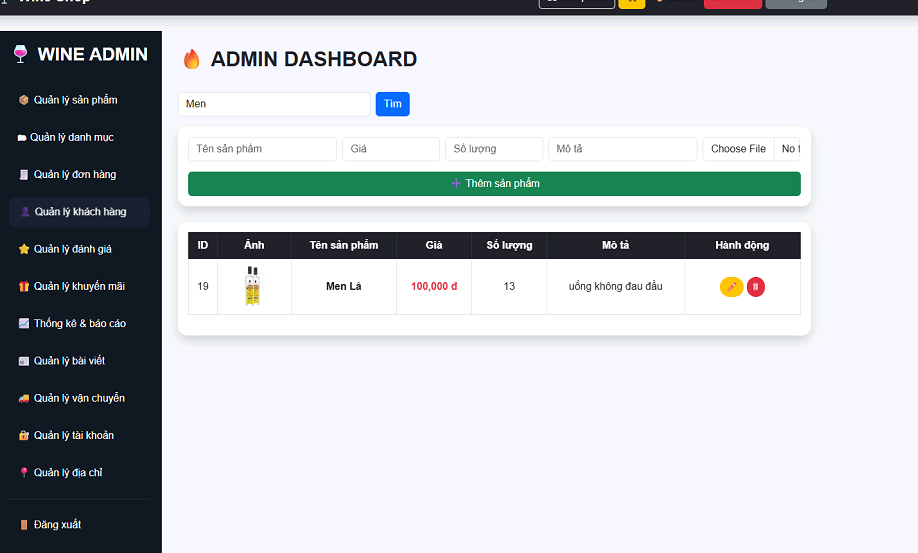 WINE ADMIN
Quản lý sản phẩm
Quản lý danh mục
Quản lý đơn hàng
Quản lý khách hàng
Quản lý đánh giá
Quản lý khuyến mãi
Thống kê & báo cáo
Quản lý bài viết
Quản lý vận chuyển
Quản lý tài khoản
Quản lý địa chỉ
Đăng xuất
ADMIN DASHBOARD
Men Tìm
Tên sản phẩm Giá Số lượng Mô tả Choose File No
Thêm sản phẩm
ID Ảnh Tên sản phẩm Giá Số lượng Mô tả Hành động
19 Men Lá 100,000 đ 13 uống không đau đầu